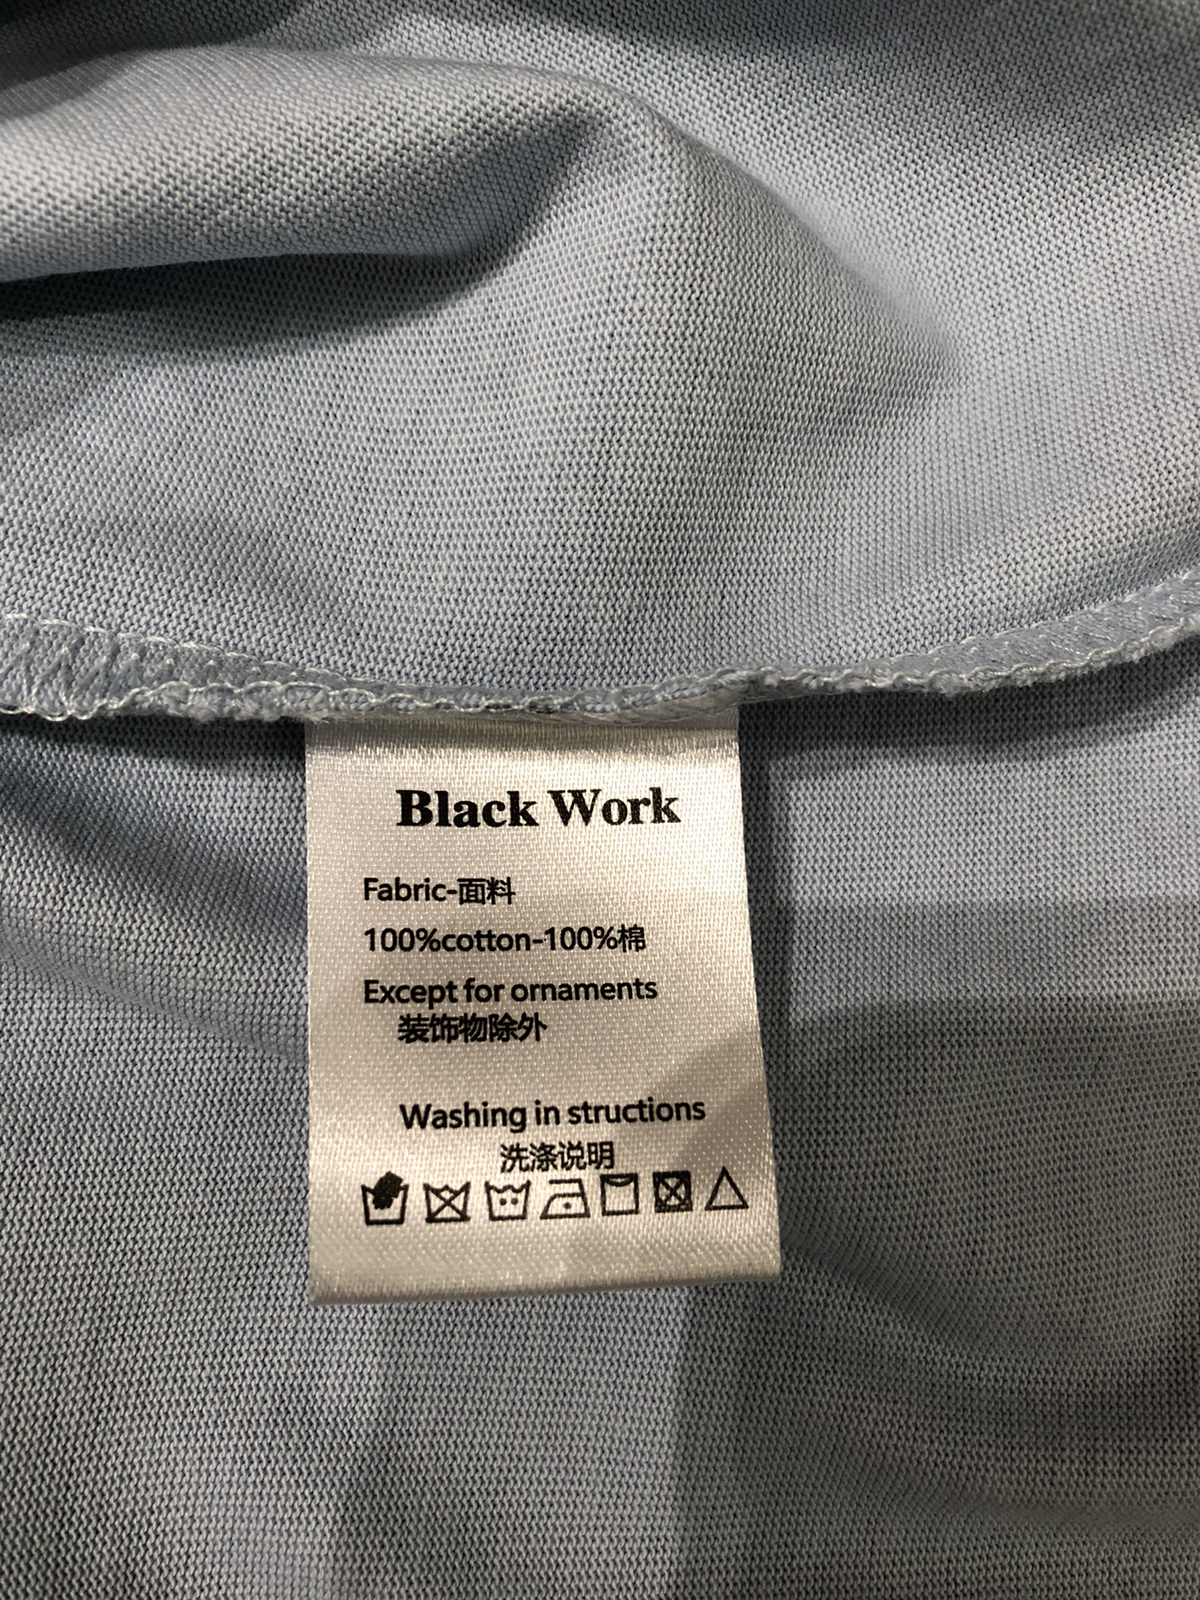 Black Work
Fabric-面料
100%cotton-100%棉
Except for ornaments
装饰物除外
Washing in structions
洗涤说明